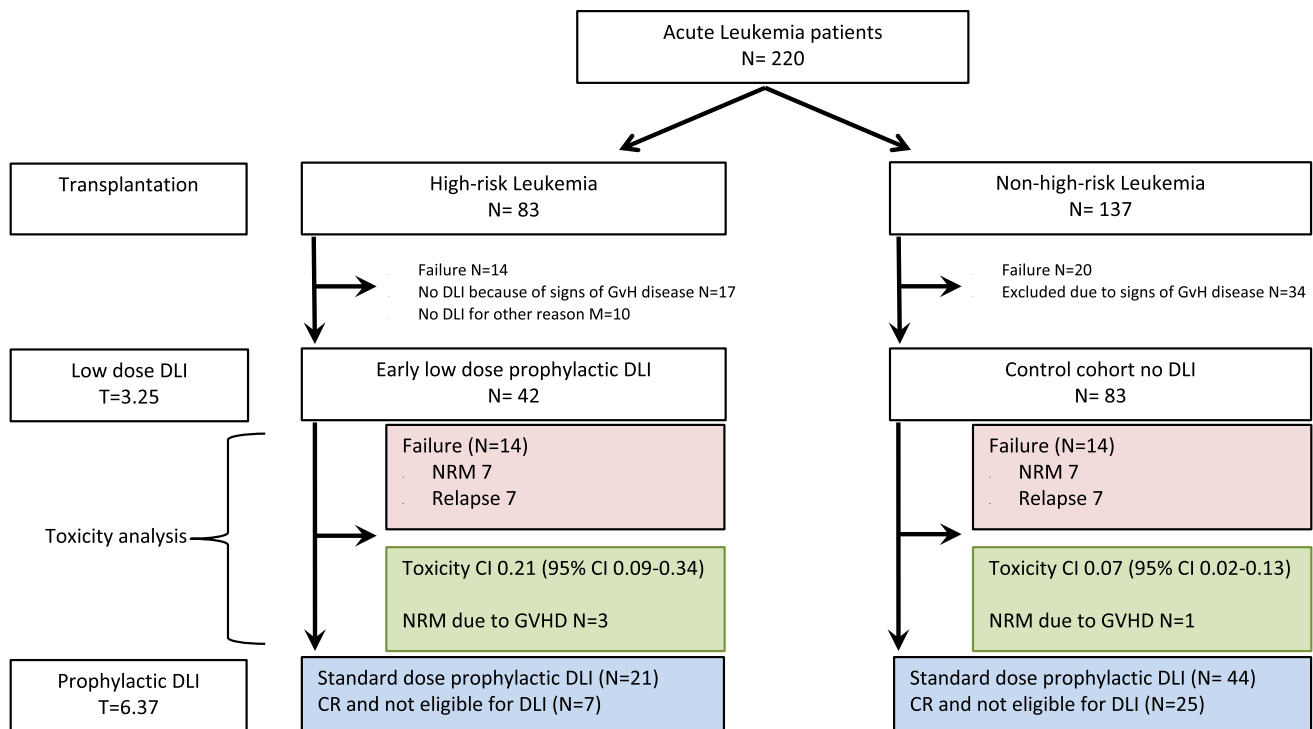 Acute Leukemia patients
N= 220
Transplantation
High-risk Leukemia
N= 83
Non-high-risk Leukemia
N= 137
Failure N=14
No DLI because of signs of GvH disease N=17
No DLI for other reason M=10
Failure N=20
Excluded due to signs of GvH disease N=34
Low dose DLI
T=3.25
Early low dose prophylactic DLI
N= 42
Control cohort no DLI
N= 83
Toxicity analysis
Failure (N=14)
NRM 7
Relapse 7
Toxicity CI 0.21 (95% CI 0.09-0.34)
NRM due to GVHD N=3
Failure (N=14)
NRM 7
Relapse 7
Toxicity CI 0.07 (95% CI 0.02-0.13)
NRM due to GVHD N=1
Prophylactic DLI
T=6.37
Standard dose prophylactic DLI (N=21)
CR and not eligible for DLI (N=7)
Standard dose prophylactic DLI (N= 44)
CR and not eligible for DLI (N=25)